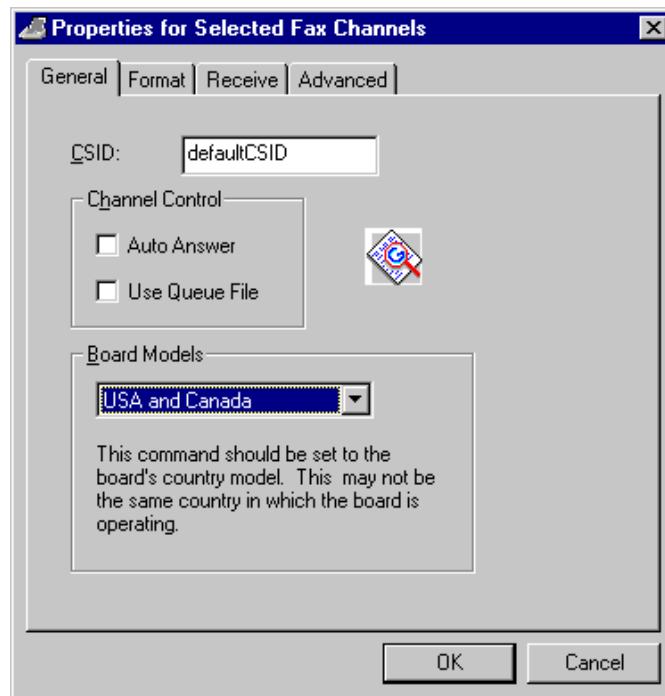 Properties for Selected Fax Channels
General Format Receive Advanced
CSID: defaultCSID
Channel Control
Auto Answer
Use Queue File
Board Models
USA and Canada
This command should be set to the
board's country model. This may not be
the same country in which the board is
operating.
OK Cancel